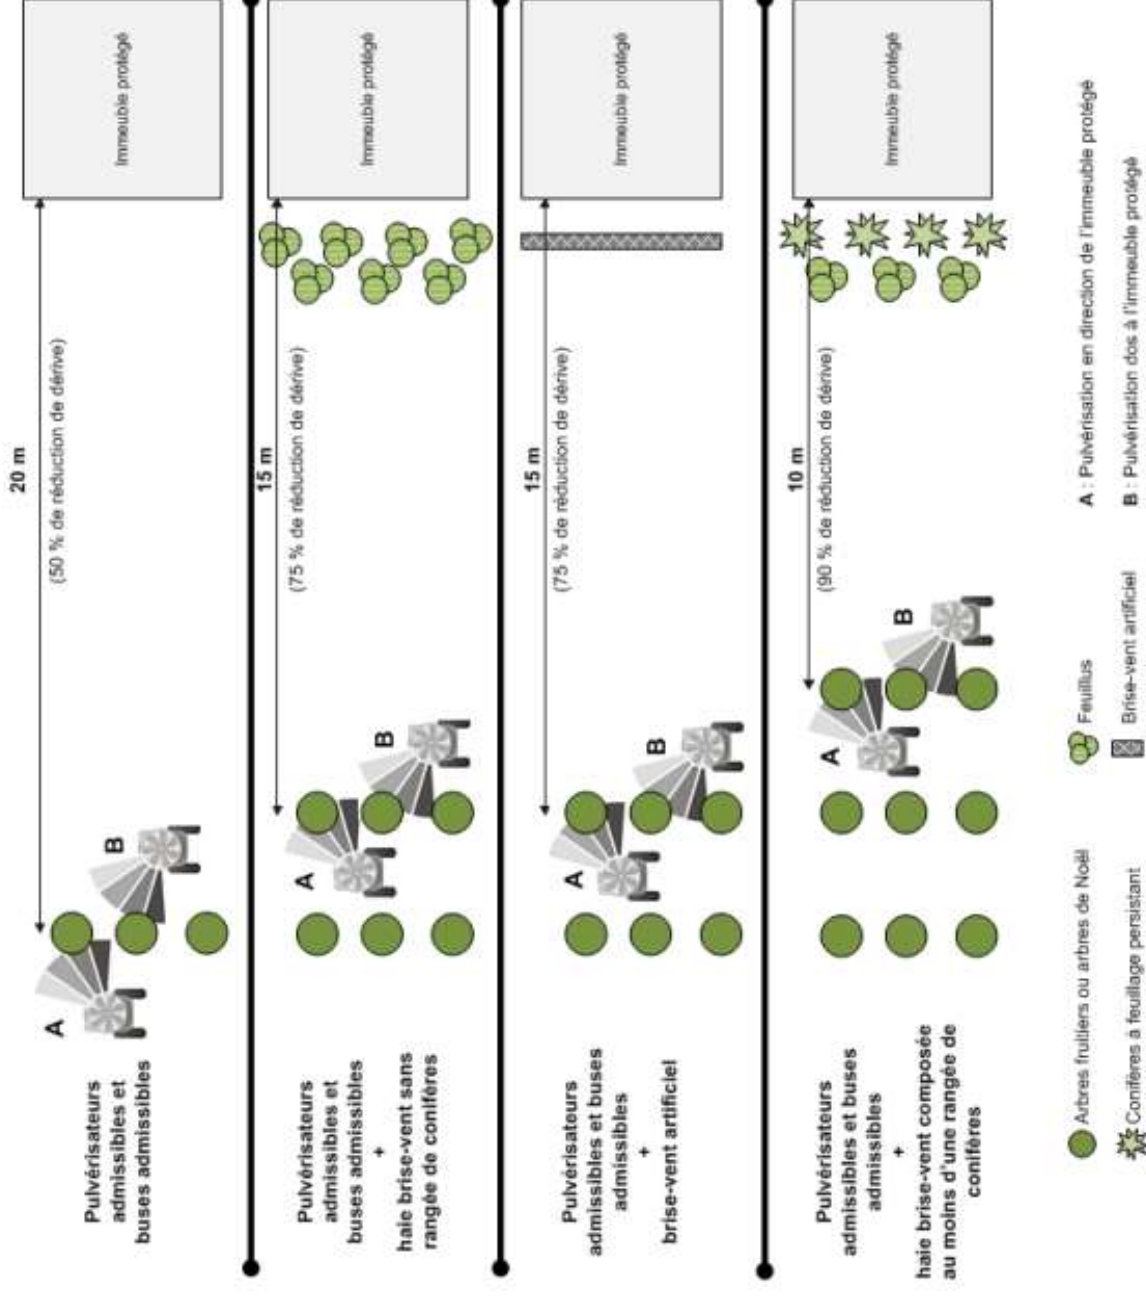 Pulvérisateurs
admissibles et
buses admissibles
A
B
20 m
(50 % de réduction de dérive)
Immeuble protégé
Pulvérisateurs
admissibles et
buses admissibles
+
haie brise-vent sans
rangée de conifères
A
B
15 m
(75 % de réduction de dérive)
Immeuble protégé
Pulvérisateurs
admissibles et buses
admissibles
+
brise-vent artificiel
A
B
15 m
(75 % de réduction de dérive)
Immeuble protégé
Pulvérisateurs
admissibles et buses
admissibles
+
haie brise-vent composée
au moins d'une rangée de
conifères
A
B
10 m
(90 % de réduction de dérive)
Immeuble protégé
Arbres fruitiers ou arbres de Noël
Feuillus
A : Pulvérisation en direction de l'immeuble protégé
Conifères à feuillage persistant
Brise-vent artificiel
B : Pulvérisation dos à l'immeuble protégé